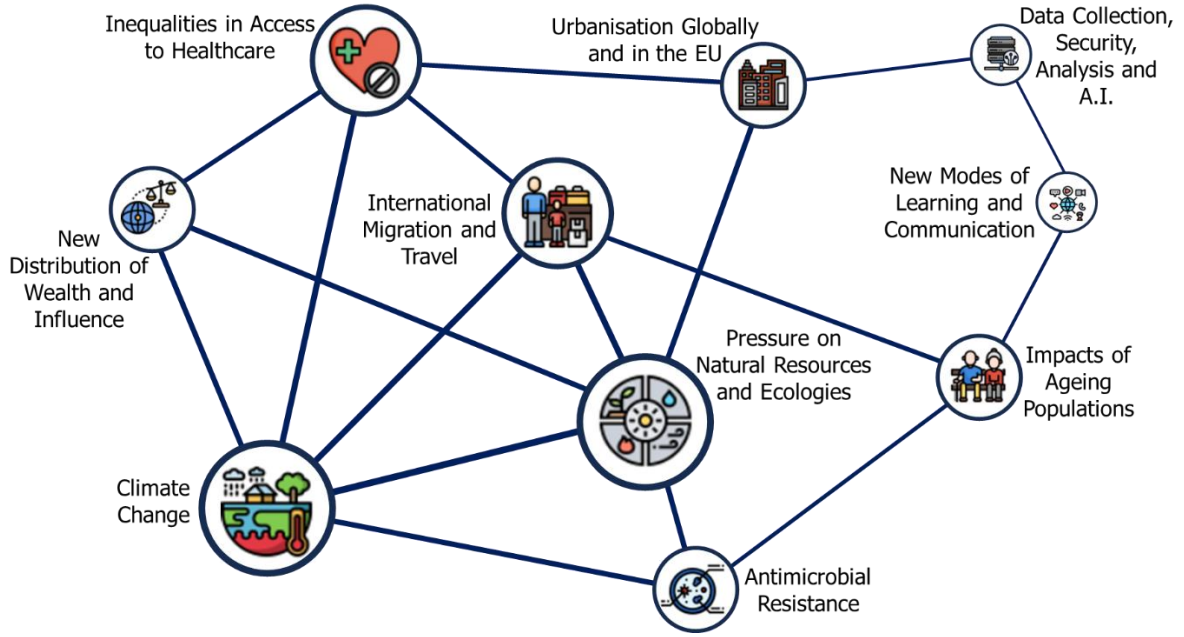 Inequalities in Access
to Healthcare
Urbanisation Globally
and in the EU
Data Collection,
Security,
Analysis and
A.I.
New Modes of
Learning and
Communication
International
Migration and
Travel
New
Distribution of
Wealth and
Influence
Pressure on
Natural Resources
and Ecologies
Impacts of
Ageing
Populations
Climate
Change
Antimicrobial
Resistance